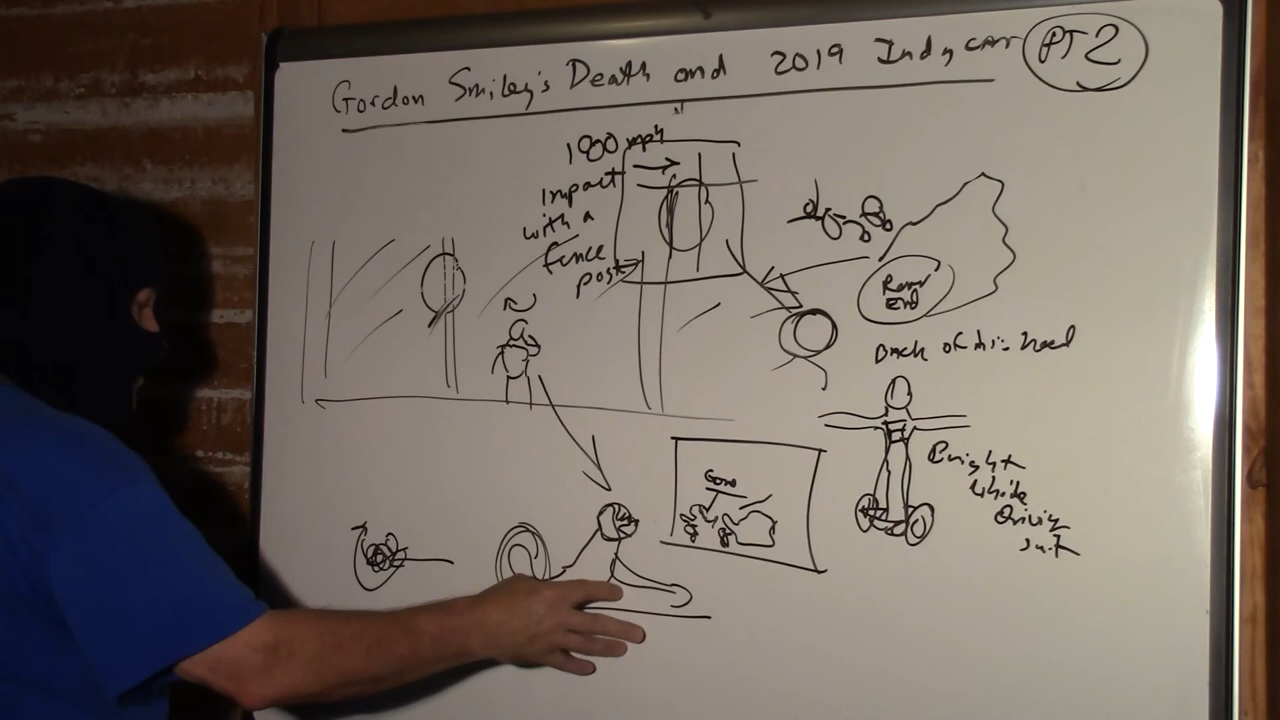 Gordon Smiley's Death and 2019 Indycar PT 2
180 mph
impact
with a
fence
post
Rear
end
Back of his head
Bright
White
Driving
suit
Gone